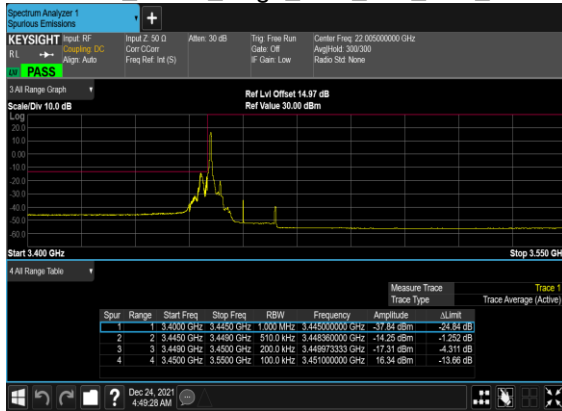 Spectrum Analyzer 1
Spurious Emissions
KEYSIGHT Input: RF Input Z: 50 Ω Atten: 30 dB Trig: Free Run Center Freq: 22.005000000 GHz
RL Coupling: DC Corr CCorr Gate: Off Avg|Hold: 300/300
Align: Auto Freq Ref: Int (S) IF Gain: Low Radio Std: None
LW PASS
3 All Range Graph
Ref Lvl Offset 14.97 dB
Scale/Div 10.0 dB Ref Value 30.00 dBm
Log
20.0
10.0
0.00
-10.0
-20.0
-30.0
-40.0
-50.0
-60.0
Start 3.400 GHz Stop 3.550 GH
4 All Range Table
Measure Trace Trace 1
Trace Type Trace Average (Active)
Spur Range Start Freq Stop Freq RBW Frequency Amplitude ΔLimit
1 1 3.4000 GHz 3.4450 GHz 1.000 MHz 3.445000000 GHz -37.84 dBm -24.84 dB
2 2 3.4450 GHz 3.4490 GHz 510.0 kHz 3.448360000 GHz -14.25 dBm -1.252 dB
3 3 3.4490 GHz 3.4500 GHz 200.0 kHz 3.449973333 GHz -17.31 dBm -4.311 dB
4 4 3.4500 GHz 3.5500 GHz 100.0 kHz 3.451000000 GHz 16.34 dBm -13.66 dB
? Dec 24, 2021
4:49:28 AM